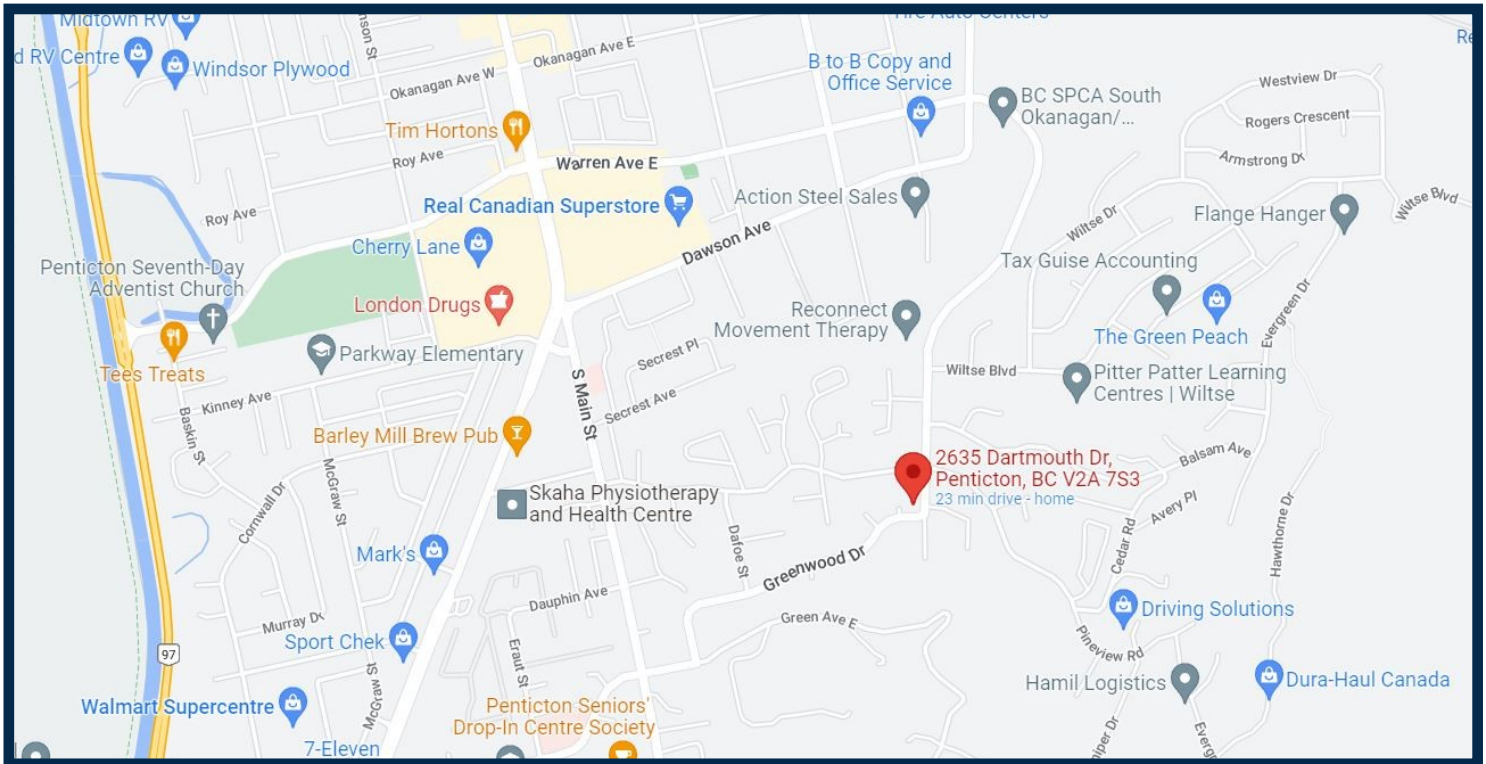 Midtown RV
Tire Auto Centers
Okanagan Ave E
B to B Copy and
Office Service
d RV Centre
Windsor Plywood
Okanagan Ave W
Westview Dr
BC SPCA South
Okanagan/...
Rogers Crescent
Tim Hortons
Roy Ave
Warren Ave E
Armstrong Dr
Action Steel Sales
Real Canadian Superstore
Roy Ave
Wiltse Dr
Flange Hanger
Wiltse Blvd
Cherry Lane
Dawson Ave
Penticton Seventh-Day
Adventist Church
Tax Guise Accounting
London Drugs
Reconnect
Movement Therapy
Evergreen Dr
The Green Peach
Parkway Elementary
Secrest Pl
Tees Treats
Wiltse Blvd
Pitter Patter Learning
Centres | Wiltse
Kinney Ave
S Main St
Secrest Ave
Baskin St
Barley Mill Brew Pub
2635 Dartmouth Dr,
Penticton, BC V2A 7S3
23 min drive - home
Balsam Ave
McGraw St
Cornwall Dr
Skaha Physiotherapy
and Health Centre
Avery Pl
Cedar Rd
Hawthorne Dr
Mark's
Dafoe St
Greenwood Dr
Dauphin Ave
Driving Solutions
Murray Dr
Green Ave E
Sport Chek
Eraut St
Pineview Rd
97
McGraw St
Hamil Logistics
Dura-Haul Canada
Walmart Supercentre
Penticton Seniors'
Drop-In Centre Society
7-Eleven